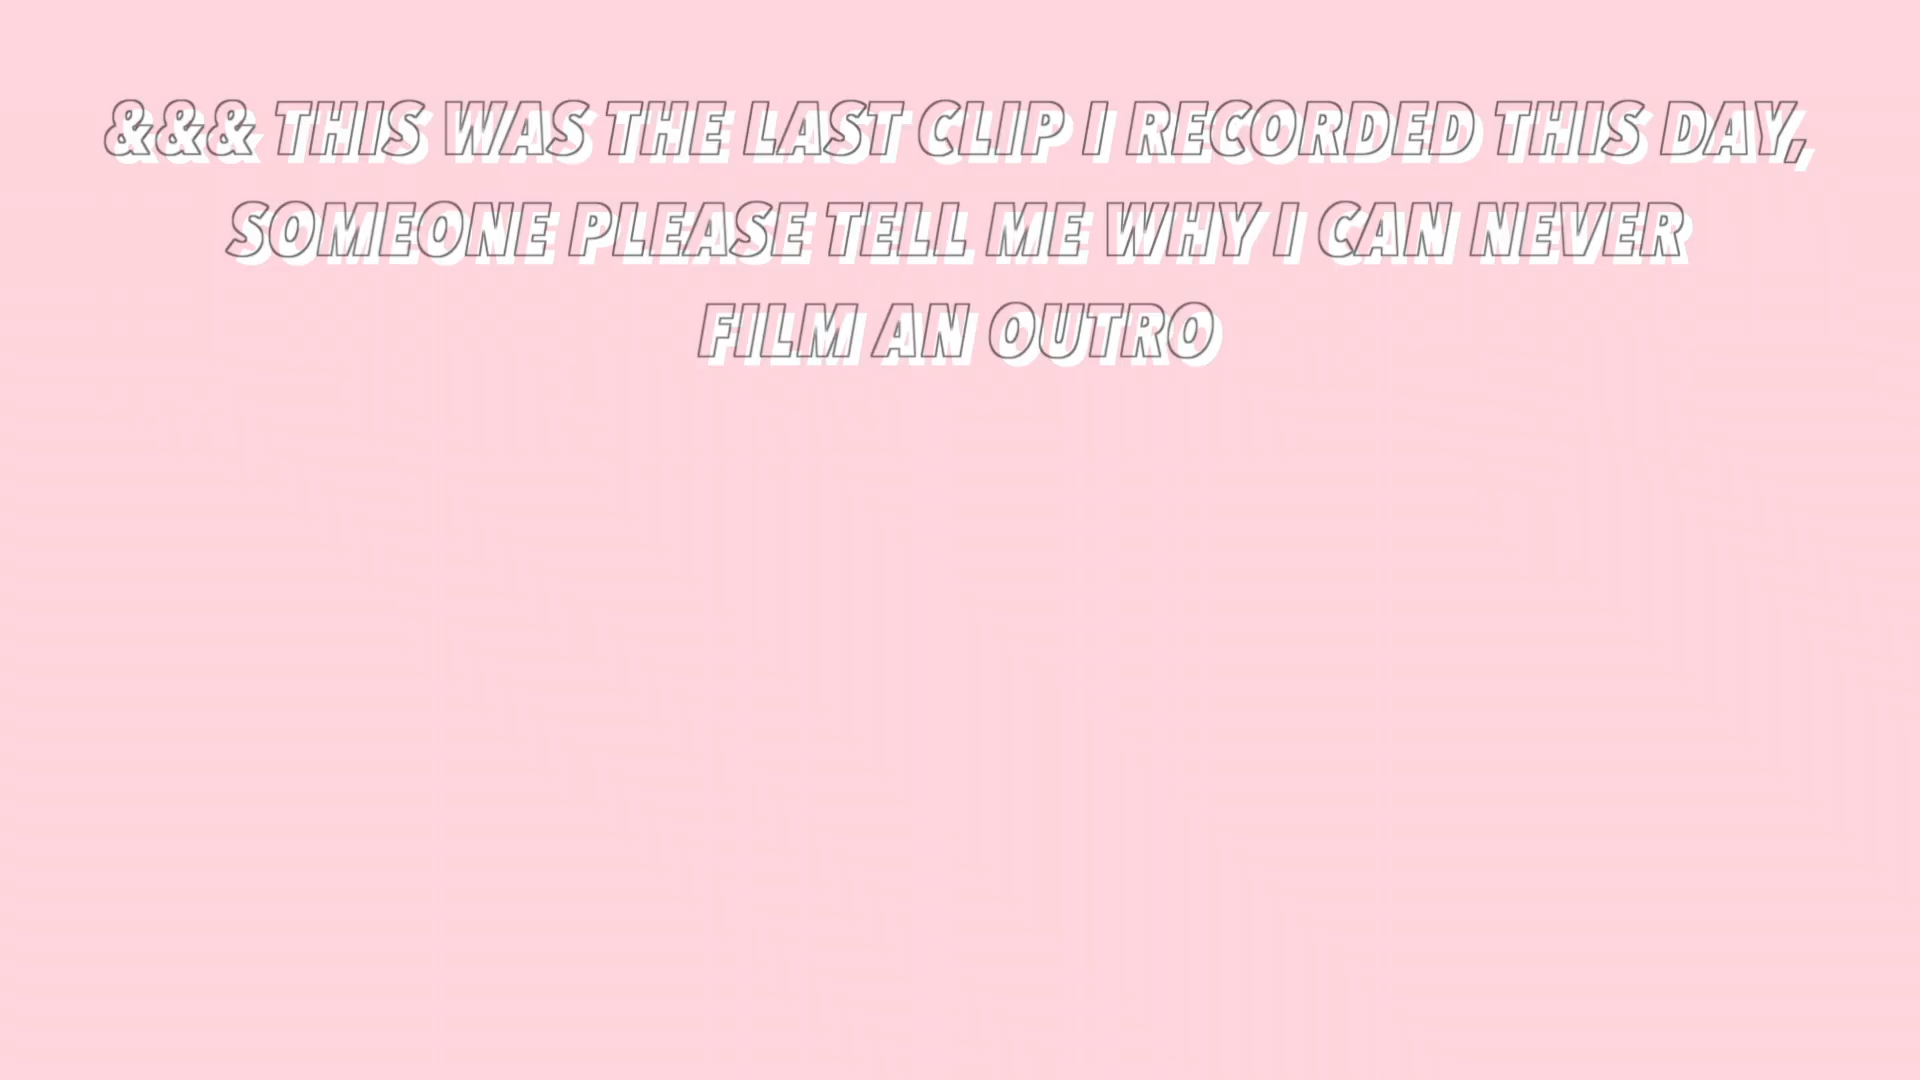 &&& THIS WAS THE LAST CLIP I RECORDED THIS DAY,
SOMEONE PLEASE TELL ME WHY I CAN NEVER
FILM AN OUTRO